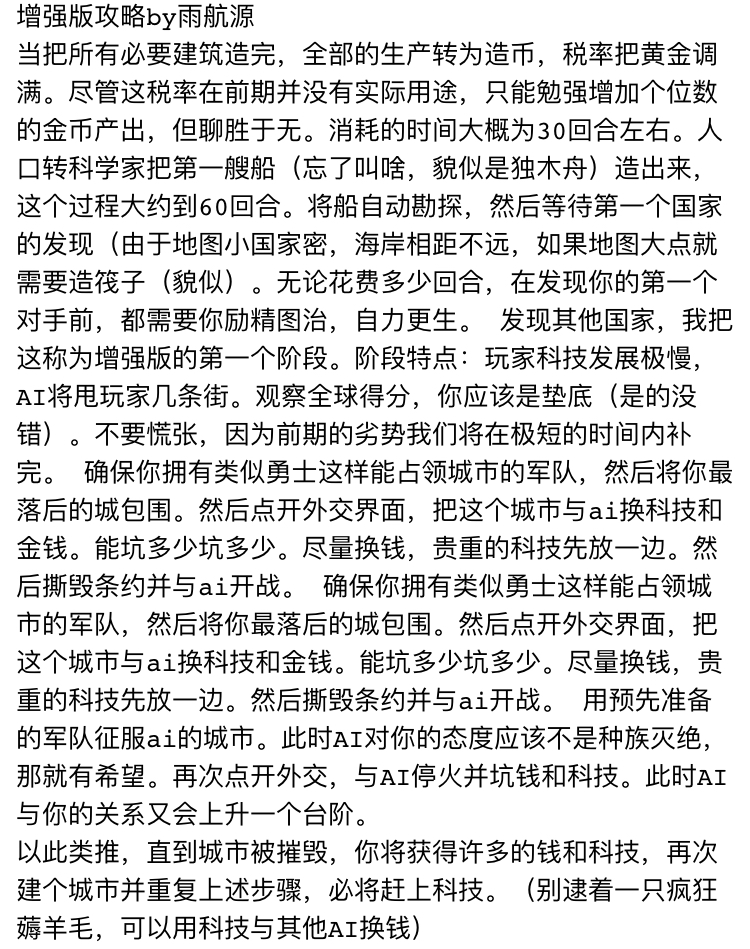 增强版攻略by雨航源
当把所有必要建筑造完，全部的生产转为造币，税率把黄金调
满。尽管这税率在前期并没有实际用途，只能勉强增加个位数
的金币产出，但聊胜于无。消耗的时间大概为30回合左右。人
口转科学家把第一艘船（忘了叫啥，貌似是独木舟）造出来，
这个过程大约到60回合。将船自动勘探，然后等待第一个国家
的发现（由于地图小国家密，海岸相距不远，如果地图大点就
需要造筏子（貌似）。无论花费多少回合，在发现你的第一个
对手前，都需要你励精图治，自力更生。 发现其他国家，我把
这称为增强版的第一个阶段。阶段特点：玩家科技发展极慢，
AI将甩玩家几条街。观察全球得分，你应该是垫底（是的没
错）。不要慌张，因为前期的劣势我们将在极短的时间内补
完。 确保你拥有类似勇士这样能占领城市的军队，然后将你最
落后的城包围。然后点开外交界面，把这个城市与ai换科技和
金钱。能坑多少坑多少。尽量换钱，贵重的科技先放一边。然
后撕毁条约并与ai开战。 确保你拥有类似勇士这样能占领城
市的军队，然后将你最落后的城包围。然后点开外交界面，把
这个城市与ai换科技和金钱。能坑多少坑多少。尽量换钱，贵
重的科技先放一边。然后撕毁条约并与ai开战。 用预先准备
的军队征服ai的城市。此时AI对你的态度应该不是种族灭绝，
那就有希望。再次点开外交，与AI停火并坑钱和科技。此时AI
与你的关系又会上升一个台阶。
以此类推，直到城市被摧毁，你将获得许多的钱和科技，再次
建个城市并重复上述步骤，必将赶上科技。（别逮着一只疯狂
薅羊毛，可以用科技与其他AI换钱）